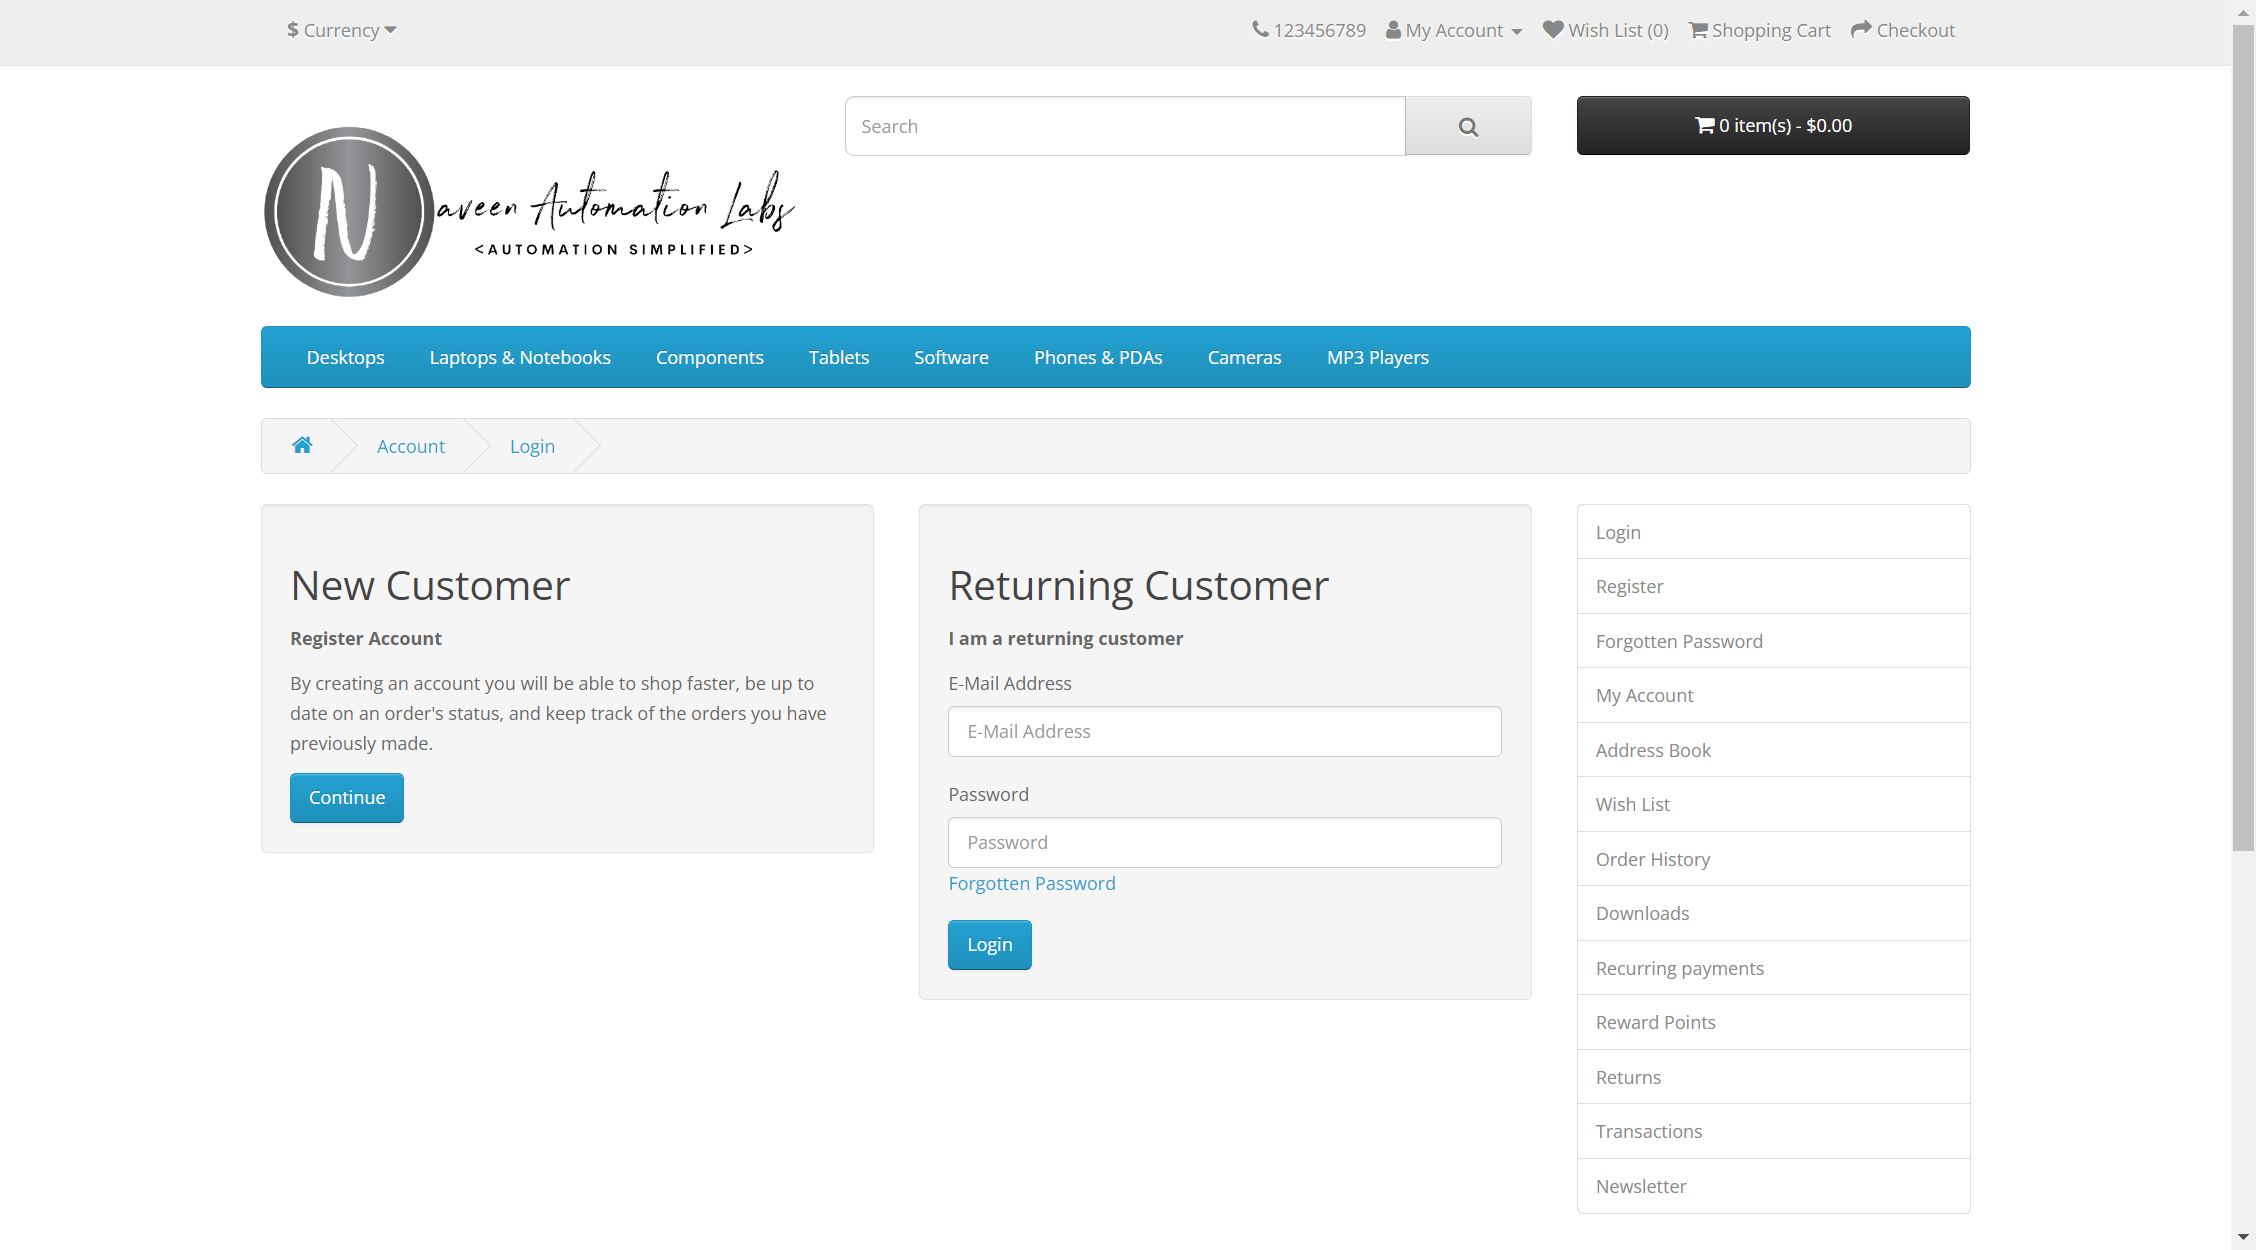 $ Currency
123456789 My Account Wish List (0) Shopping Cart Checkout
Search
0 item(s) - $0.00
N
aveen Automation Labs
<AUTOMATION SIMPLIFIED>
Desktops Laptops & Notebooks Components Tablets Software Phones & PDAs Cameras MP3 Players
Account Login
New Customer
Register Account
By creating an account you will be able to shop faster, be up to
date on an order's status, and keep track of the orders you have
previously made.
Continue
Returning Customer
I am a returning customer
E-Mail Address
E-Mail Address
Password
Password
Forgotten Password
Login
Login
Register
Forgotten Password
My Account
Address Book
Wish List
Order History
Downloads
Recurring payments
Reward Points
Returns
Transactions
Newsletter